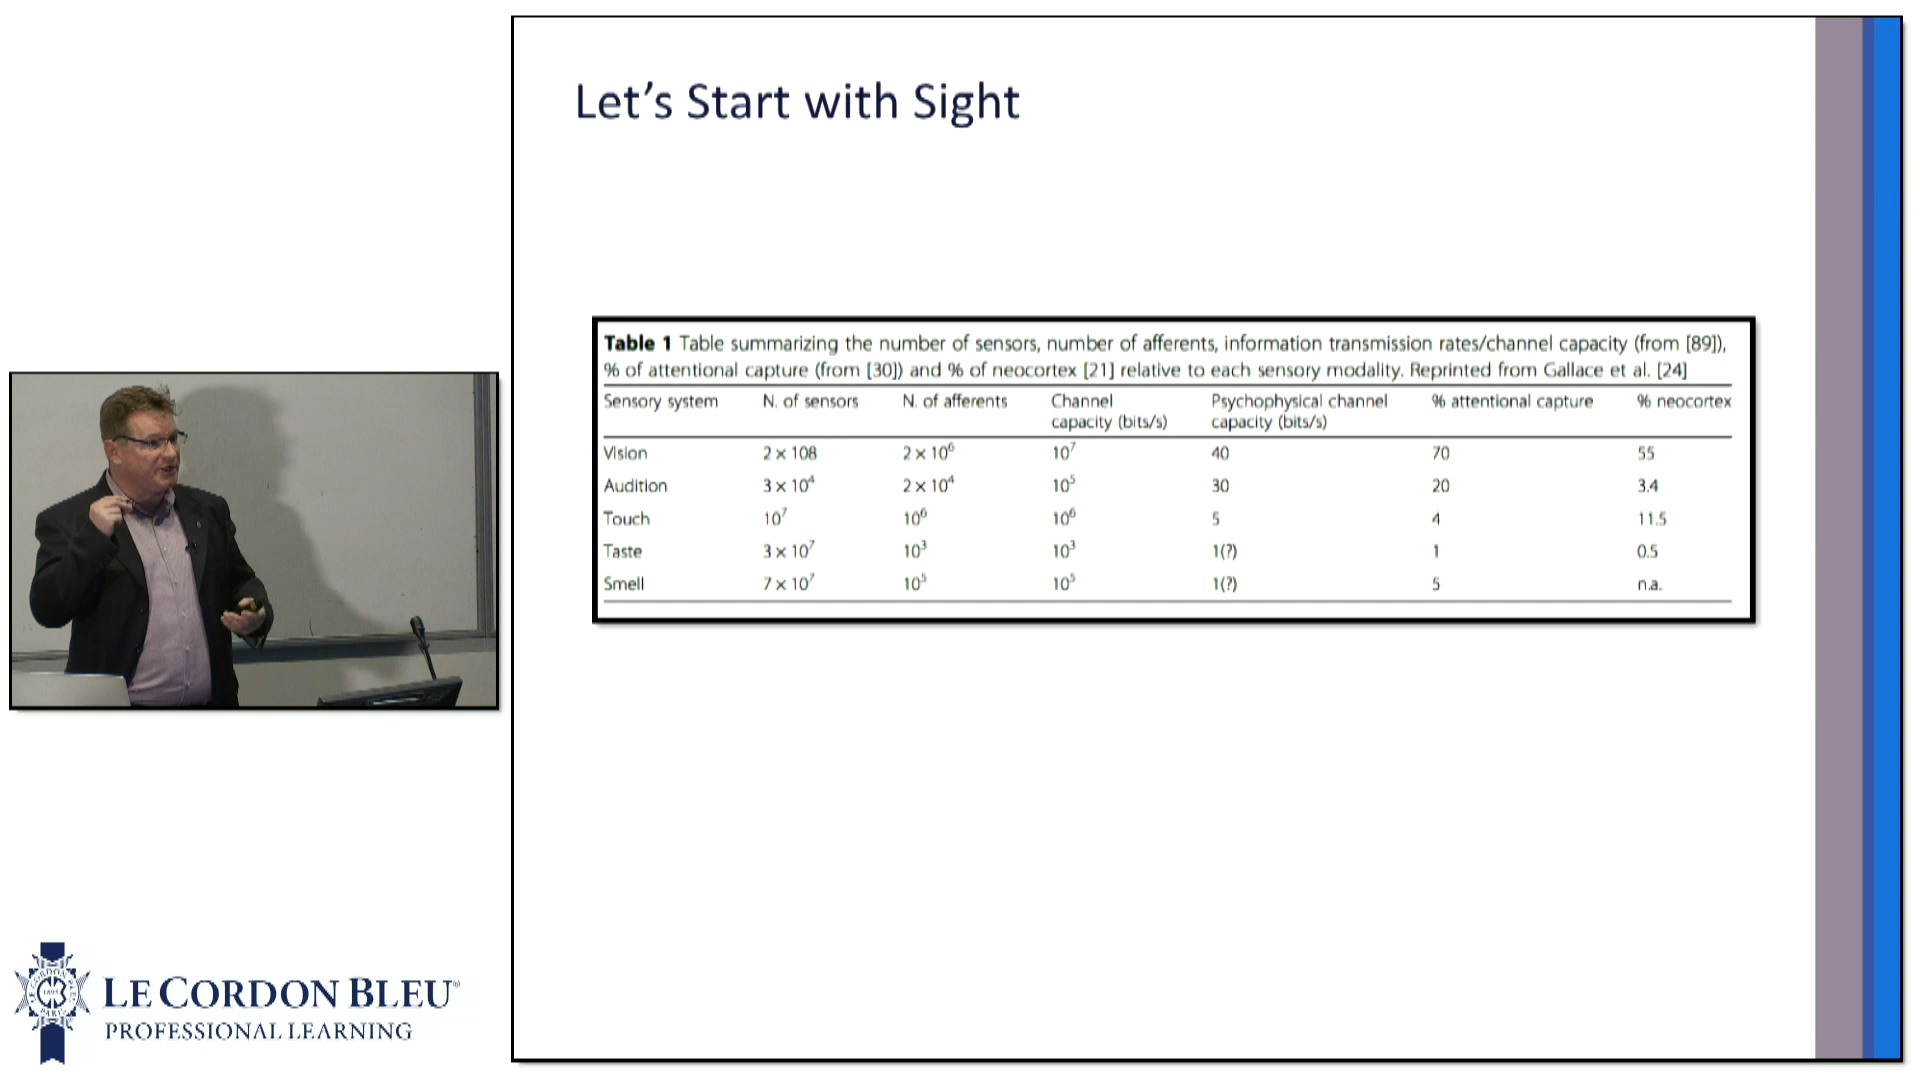 Let's Start with Sight
Table 1 Table summarizing the number of sensors, number of afferents, information transmission rates/channel capacity (from [89]),
% of attentional capture (from [30]) and % of neocortex [21] relative to each sensory modality. Reprinted from Gallace et al. [24]
Sensory system N. of sensors N. of afferents Channel capacity (bits/s) Psychophysical channel capacity (bits/s) % attentional capture % neocortex
Vision 2 × 108 2 × 10⁶ 10⁷ 40 70 55
Audition 3 × 10⁴ 2 × 10⁴ 10⁵ 30 20 3.4
Touch 10⁷ 10⁶ 10⁶ 5 4 11.5
Taste 3 × 10⁷ 10³ 10³ 1(?) 1 0.5
Smell 7 × 10⁷ 10⁵ 10⁵ 1(?) 5 n.a.
LE CORDON BLEU®
PROFESSIONAL LEARNING